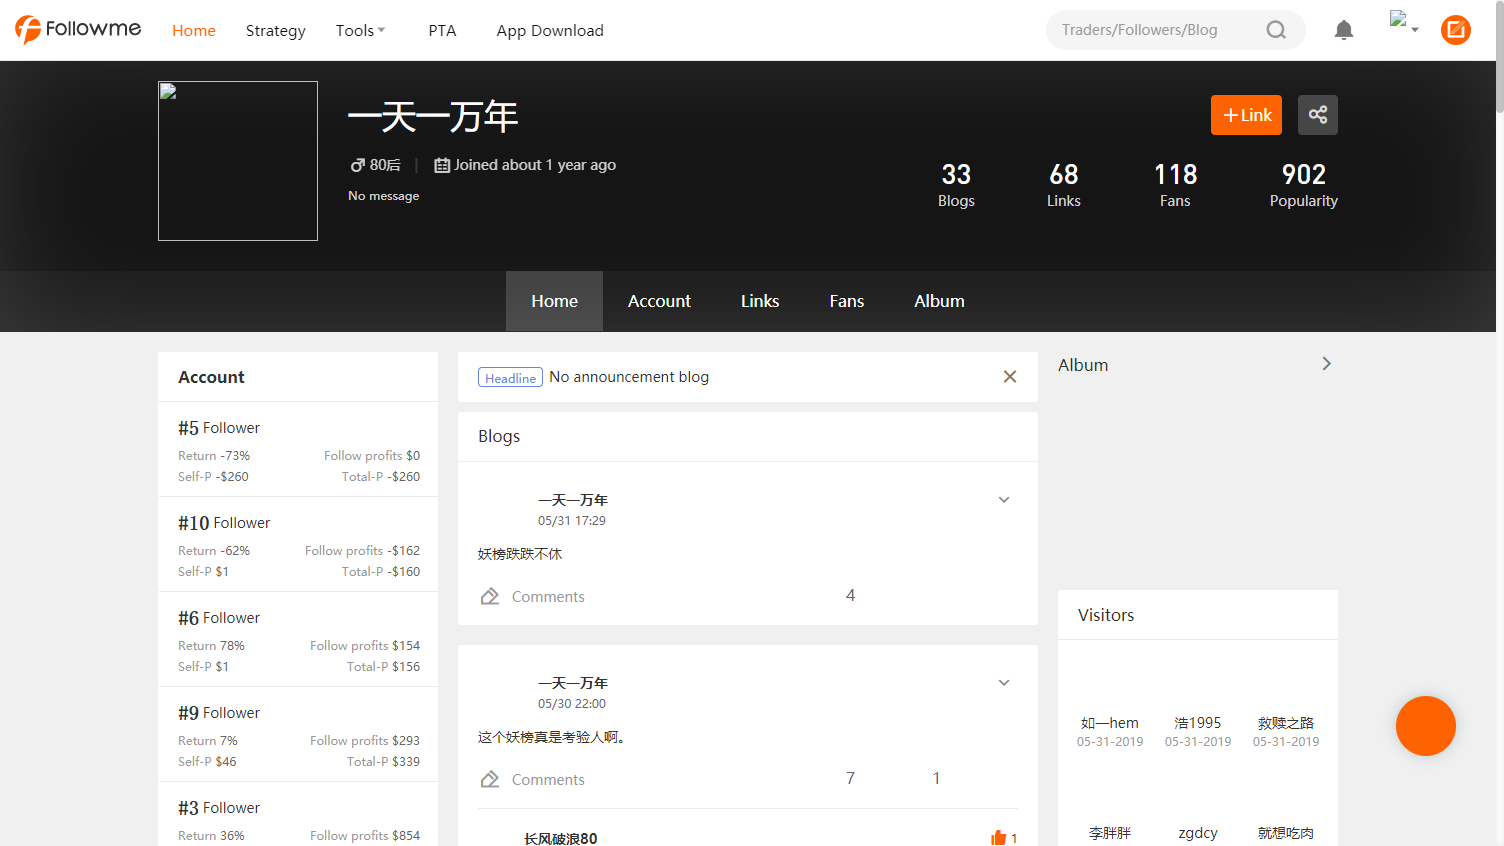 Followme
Home Strategy Tools PTA App Download
Traders/Followers/Blog
一天一万年
80后 | Joined about 1 year ago
No message
+Link
33 68 118 902
Blogs Links Fans Popularity
Home Account Links Fans Album
Account
#5 Follower
Return -73% Follow profits $0
Self-P -$260 Total-P -$260
#10 Follower
Return -62% Follow profits -$162
Self-P $1 Total-P -$160
#6 Follower
Return 78% Follow profits $154
Self-P $1 Total-P $156
#9 Follower
Return 7% Follow profits $293
Self-P $46 Total-P $339
#3 Follower
Return 36% Follow profits $854
Headline No announcement blog
Blogs
一天一万年
05/31 17:29
妖榜跌跌不休
Comments 4
一天一万年
05/30 22:00
这个妖榜真是考验人啊。
Comments 7 1
长风破浪80 1
Album
Visitors
如一hem 浩1995 救赎之路
05-31-2019 05-31-2019 05-31-2019
李胖胖 zgdcy 就想吃肉